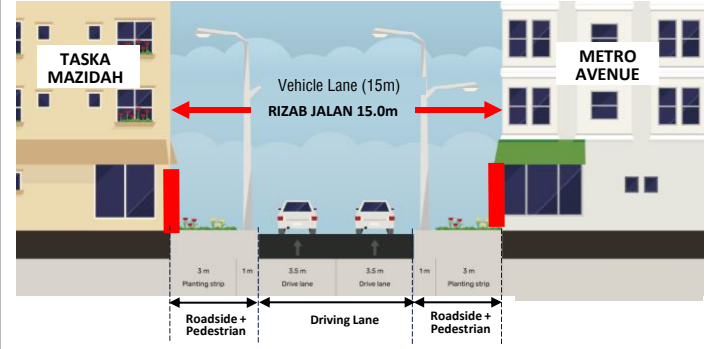 TASKA
MAZIDAH
METRO
AVENUE
Vehicle Lane (15m)
RIZAB JALAN 15.0m
3 m
1 m
3.5 m
3.5 m
1 m
3 m
Planting strip
Drive lane
Drive lane
Planting strip
Roadside +
Pedestrian
Driving Lane
Roadside +
Pedestrian